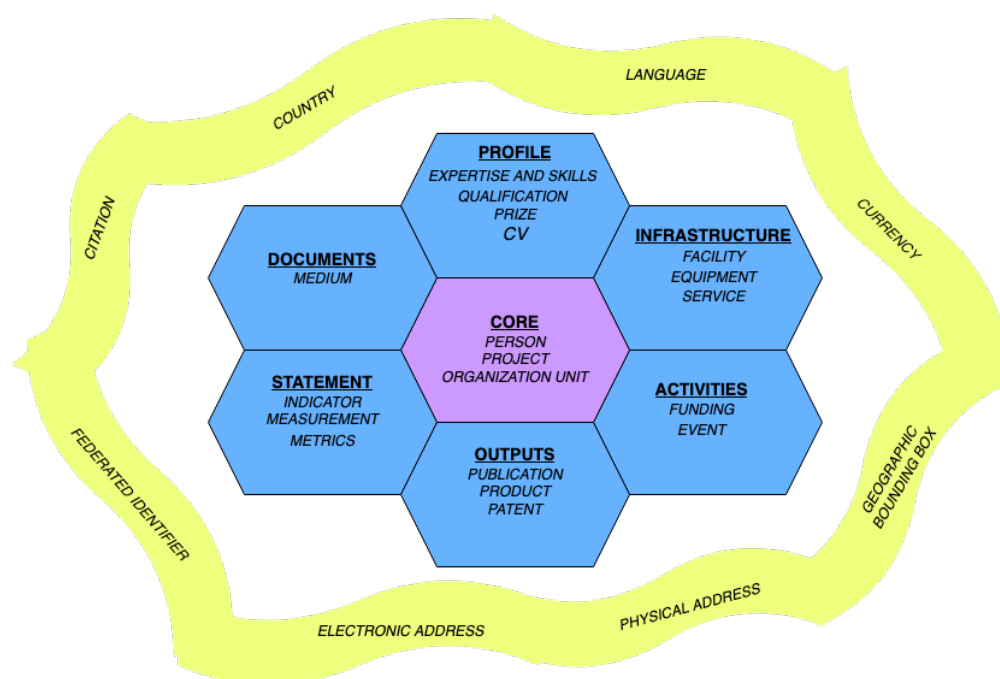 COUNTRY
LANGUAGE
CITATION
CURRENCY
PROFILE
EXPERTISE AND SKILLS
QUALIFICATION
PRIZE
CV
DOCUMENTS
MEDIUM
INFRASTRUCTURE
FACILITY
EQUIPMENT
SERVICE
CORE
PERSON
PROJECT
ORGANIZATION UNIT
STATEMENT
INDICATOR
MEASUREMENT
METRICS
ACTIVITIES
FUNDING
EVENT
OUTPUTS
PUBLICATION
PRODUCT
PATENT
FEDERATED IDENTIFIER
GEOGRAPHIC
BOUNDING BOX
ELECTRONIC ADDRESS
PHYSICAL ADDRESS